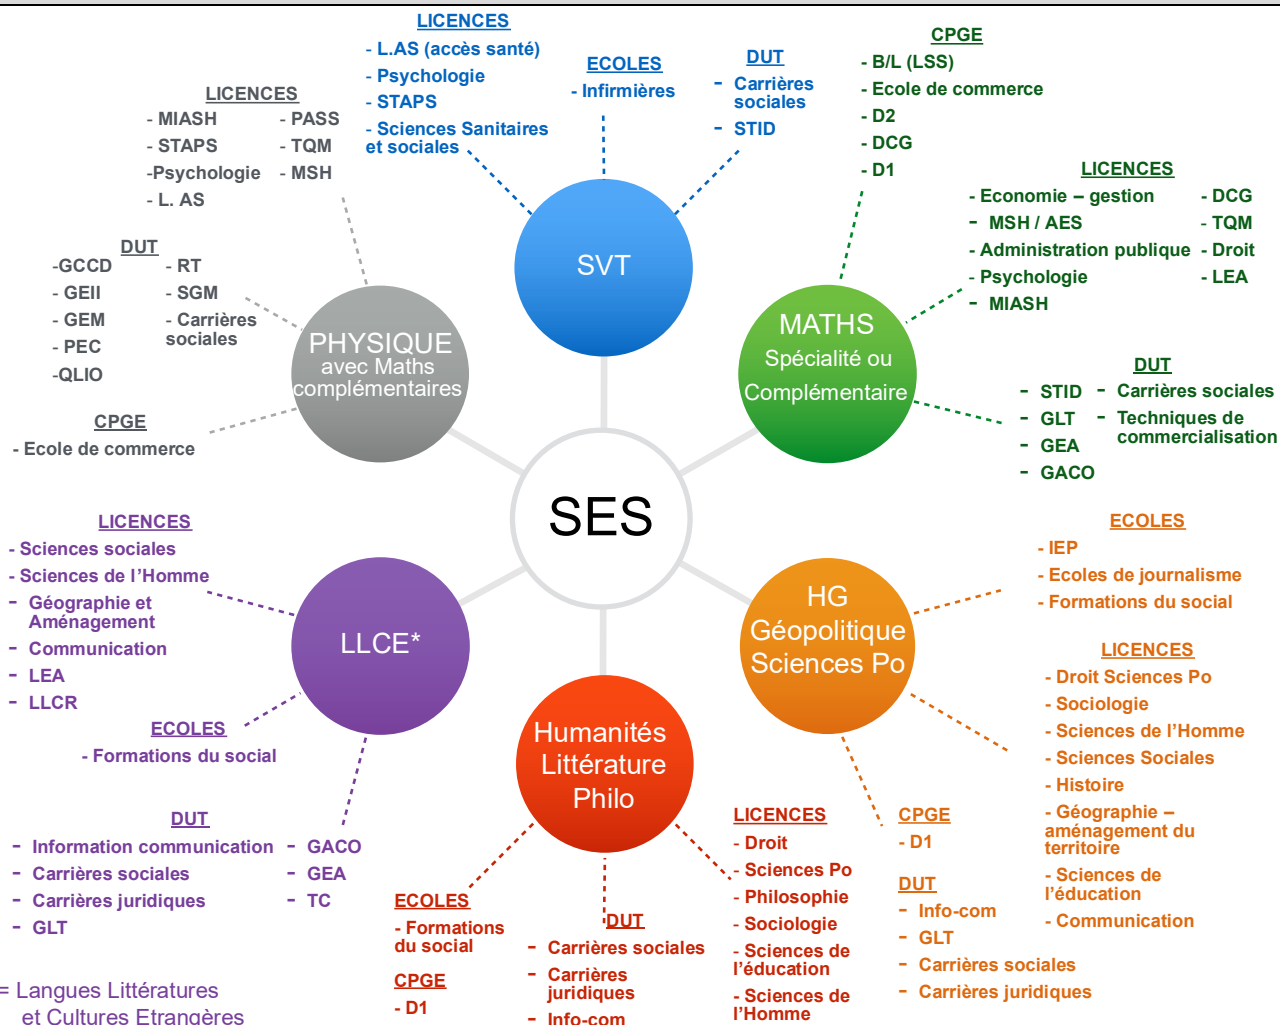 LICENCES
- L.AS (accès santé)
- Psychologie
- STAPS
- Sciences Sanitaires
et sociales
ECOLES
- Infirmières
DUT
- Carrières
sociales
- STID
SVT
CPGE
- B/L (LSS)
- Ecole de commerce
- D2
- DCG
- D1
LICENCES
- Economie – gestion
- MSH / AES
- Administration publique
- Psychologie
- MIASH
- DCG
- TQM
- Droit
- LEA
DUT
- STID
- GLT
- GEA
- GACO
- Carrières sociales
- Techniques de
commercialisation
MATHS
Spécialité ou
Complémentaire
LICENCES
- MIASH
- STAPS
-Psychologie
- L. AS
- PASS
- TQM
- MSH
DUT
-GCCD
- GEII
- GEM
- PEC
-QLIO
- RT
- SGM
- Carrières
sociales
CPGE
- Ecole de commerce
PHYSIQUE
avec Maths
complémentaires
SES
LICENCES
- Sciences sociales
- Sciences de l'Homme
- Géographie et
Aménagement
- Communication
- LEA
- LLCR
ECOLES
- Formations du social
DUT
- Information communication
- Carrières sociales
- Carrières juridiques
- GLT
- GACO
- GEA
- TC
LLCE*
= Langues Littératures
et Cultures Etrangères
Humanités
Littérature
Philo
ECOLES
- Formations
du social
CPGE
- D1
DUT
- Carrières sociales
- Carrières
juridiques
- Info-com
LICENCES
- Droit
- Sciences Po
- Philosophie
- Sociologie
- Sciences de
l'éducation
- Sciences de
l'Homme
HG
Géopolitique
Sciences Po
ECOLES
- IEP
- Ecoles de journalisme
- Formations du social
LICENCES
- Droit Sciences Po
- Sociologie
- Sciences de l'Homme
- Sciences Sociales
- Histoire
- Géographie –
aménagement du
territoire
- Sciences de
l'éducation
- Communication
CPGE
- D1
DUT
- Info-com
- GLT
- Carrières sociales
- Carrières juridiques